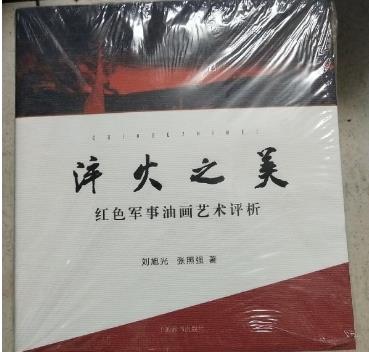 淬火之美
红色军事油画艺术评析
刘旭光 张照强 著